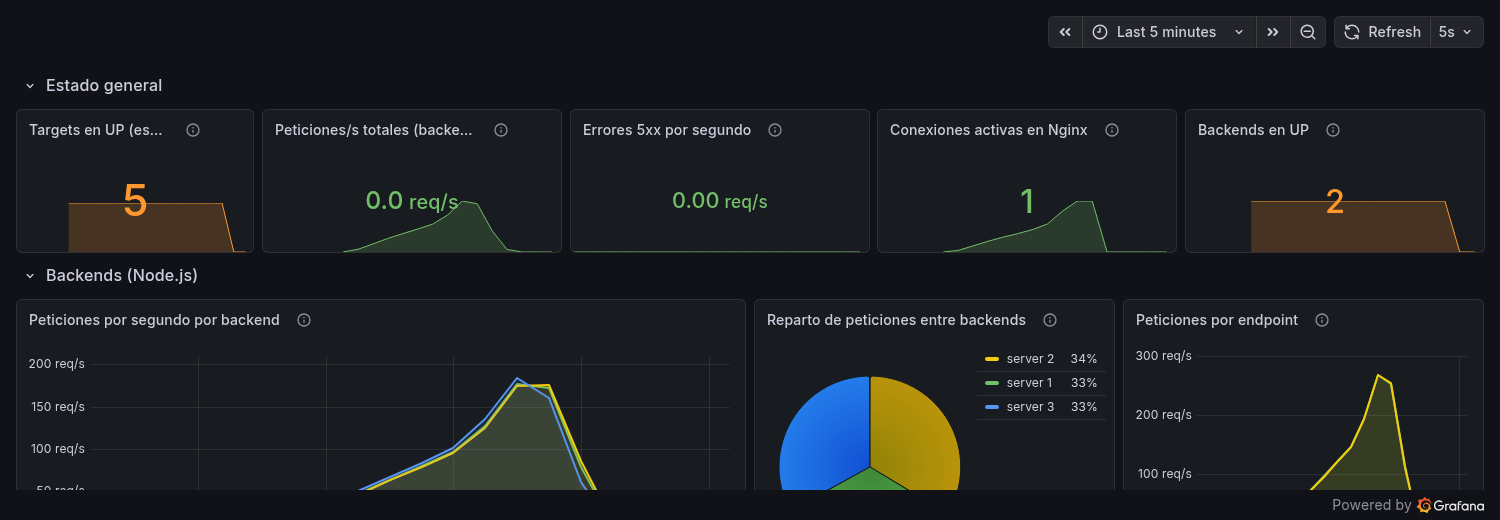 Last 5 minutes
Refresh
5s
Estado general
Targets en UP (es...
Peticiones/s totales (backe...
Errores 5xx por segundo
Conexiones activas en Nginx
Backends en UP
5
0.0 req/s
0.00 req/s
1
2
Backends (Node.js)
Peticiones por segundo por backend
200 req/s
150 req/s
100 req/s
50 req/s
Reparto de peticiones entre backends
server 2 34%
server 1 33%
server 3 33%
Peticiones por endpoint
300 req/s
200 req/s
100 req/s
Powered by Grafana